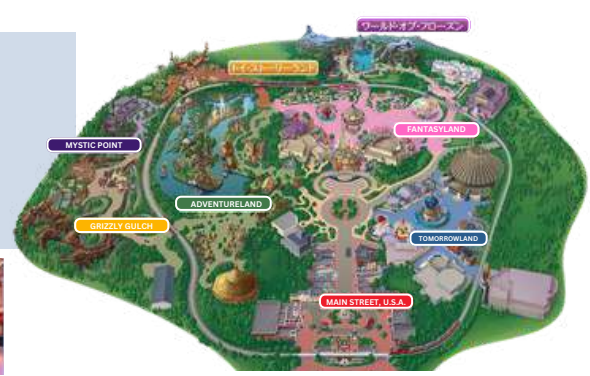 ワールド・オブ・フローズン
トイ・ストーリーランド
FANTASYLAND
MYSTIC POINT
ADVENTURELAND
GRIZZLY GULCH
TOMORROWLAND
MAIN STREET, U.S.A.